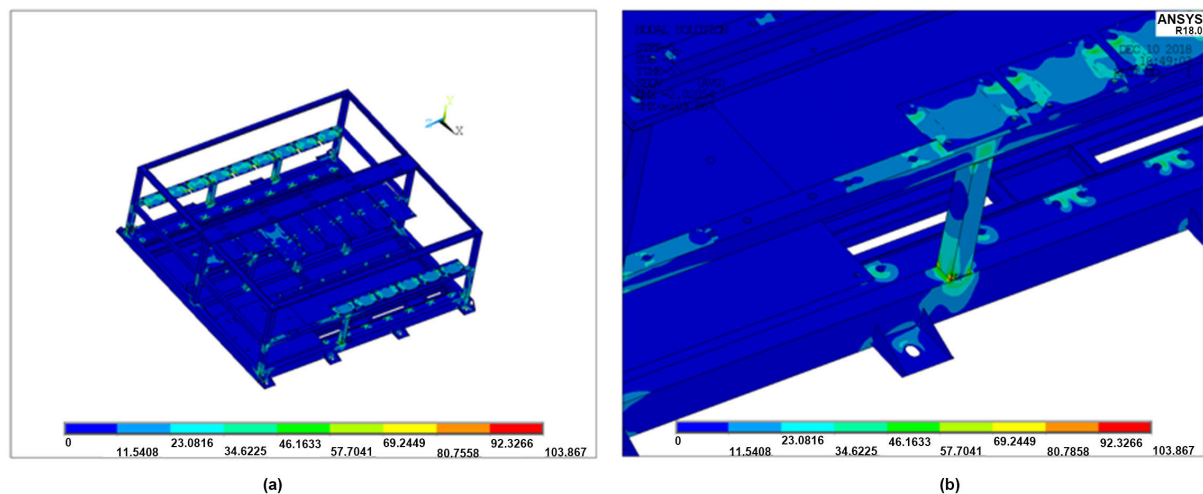 ANSYS
R18.0
NODAL SOLUTION
DEC 10 2018
Y
X
0
23.0816
46.1633
69.2449
92.3266
11.5408
34.6225
57.7041
80.7558
103.867
0
23.0816
46.1633
69.2449
92.3266
11.5408
34.6225
57.7041
80.7858
103.867
(a)
(b)